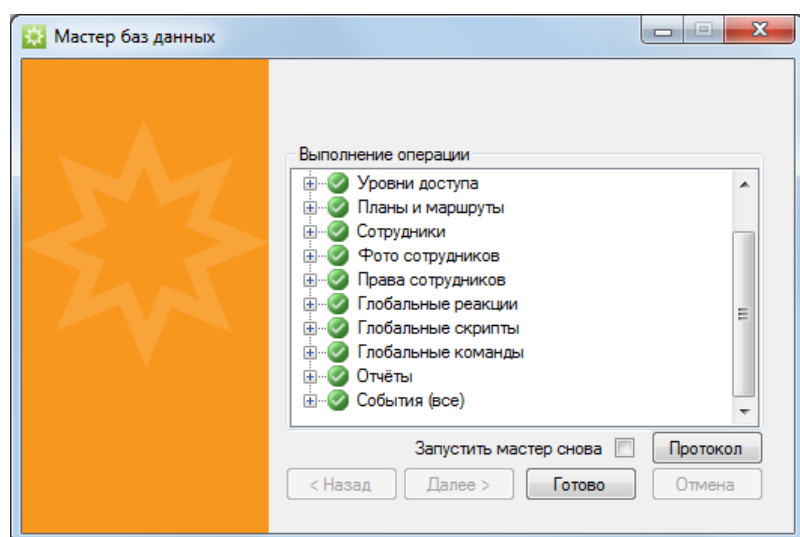 Мастер баз данных
Выполнение операции
Уровни доступа
Планы и маршруты
Сотрудники
Фото сотрудников
Права сотрудников
Глобальные реакции
Глобальные скрипты
Глобальные команды
Отчёты
События (все)
Запустить мастер снова Протокол
< Назад Далее > Готово Отмена